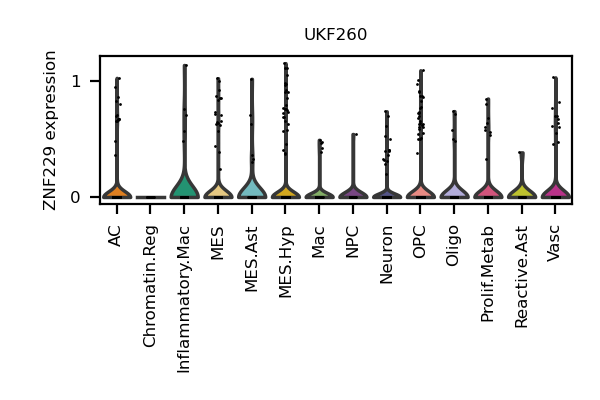 UKF260
ZNF229 expression
1
0
AC
Chromatin.Reg
Inflammatory.Mac
MES
MES.Ast
MES.Hyp
Mac
NPC
Neuron
OPC
Oligo
Prolif.Metab
Reactive.Ast
Vasc